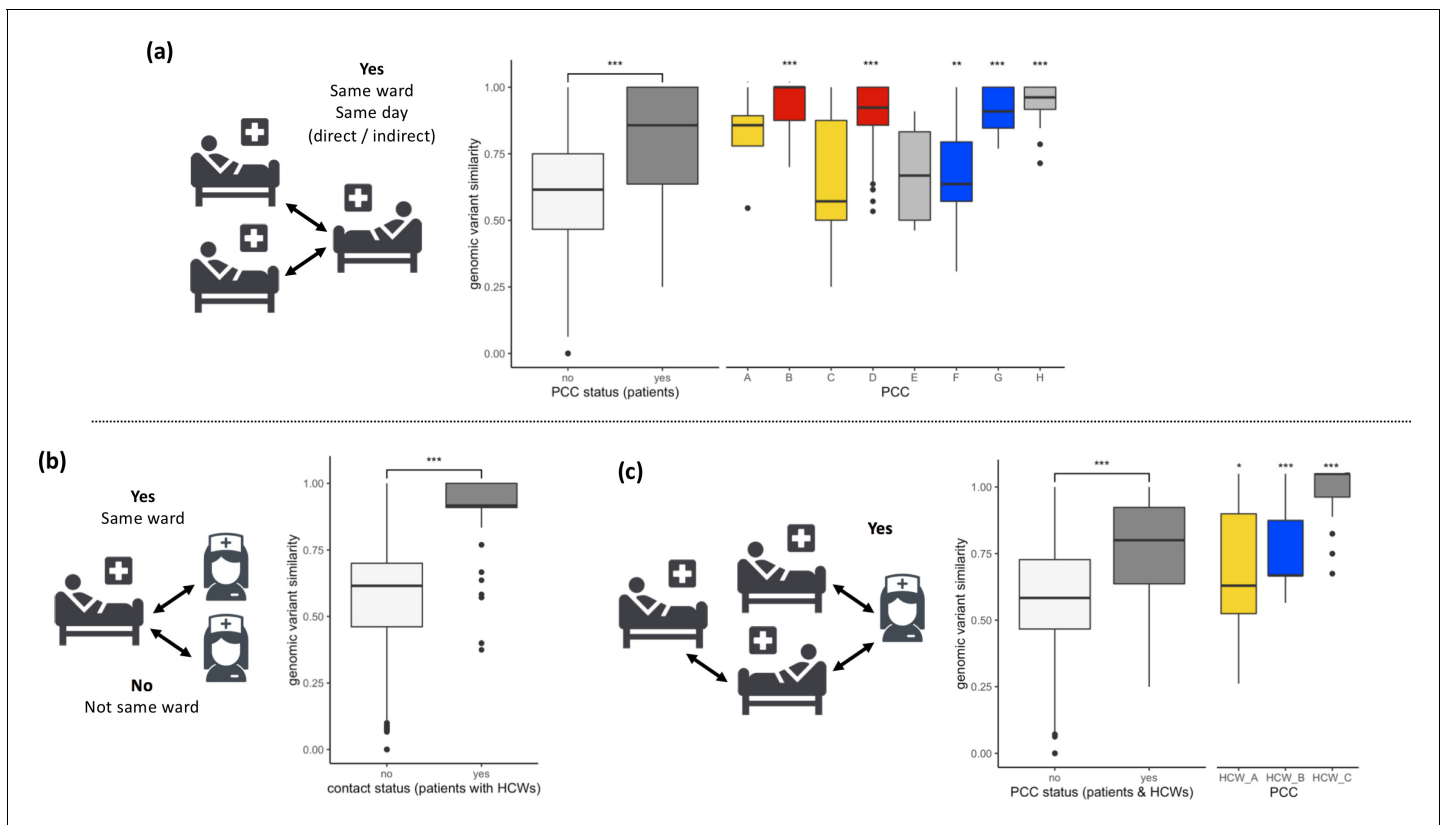 (a)
Yes
Same ward
Same day
(direct / indirect)
genomic variant similarity
1.00
0.75
0.50
0.25
0.00
***
no
yes
PCC status (patients)
*** *** ** *** ***
A B C D E F G H
PCC
(b)
Yes
Same ward
No
Not same ward
genomic variant similarity
1.00
0.75
0.50
0.25
0.00
***
no
yes
contact status (patients with HCWs)
(c)
Yes
genomic variant similarity
1.00
0.75
0.50
0.25
0.00
***
no
yes
PCC status (patients & HCWs)
* *** ***
HCW_A HCW_B HCW_C
PCC